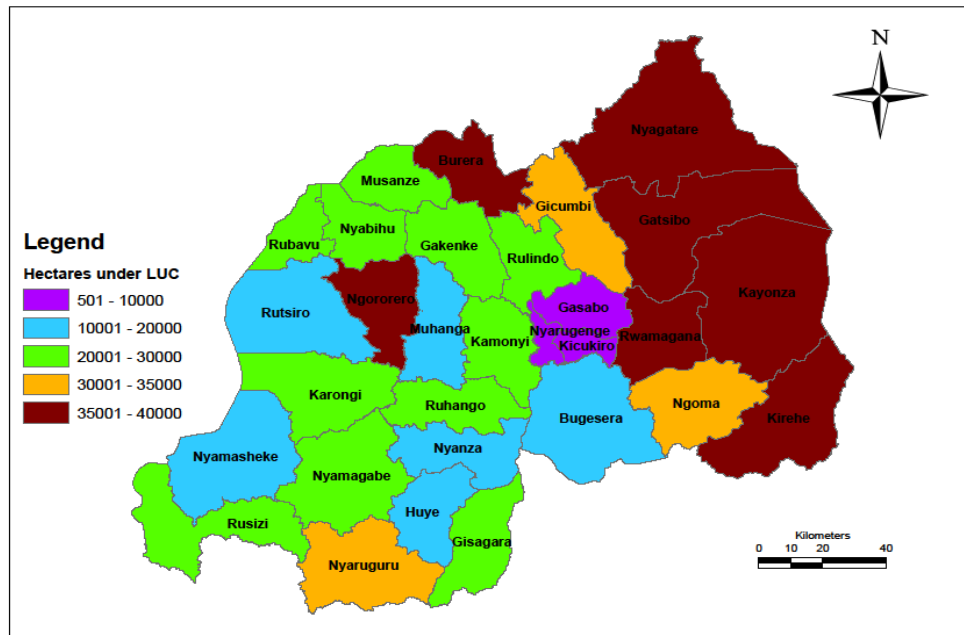 N
Nyagatare
Burera
Musanze
Gicumbi
Gatsibo
Nyabihu
Rubavu
Gakenke
Rulindo
Legend
Hectares under LUC
501 - 10000
10001 - 20000
20001 - 30000
30001 - 35000
35001 - 40000
Kayonza
Ngororero
Rutsiro
Gasabo
Muhanga
Nyarugenge
Rwamagana
Kamonyi
Kicukiro
Karongi
Ruhango
Bugesera
Ngoma
Kirehe
Nyamasheke
Nyanza
Nyamagabe
Huye
Rusizi
Gisagara
Nyaruguru
Kilometers
0 10 20 40